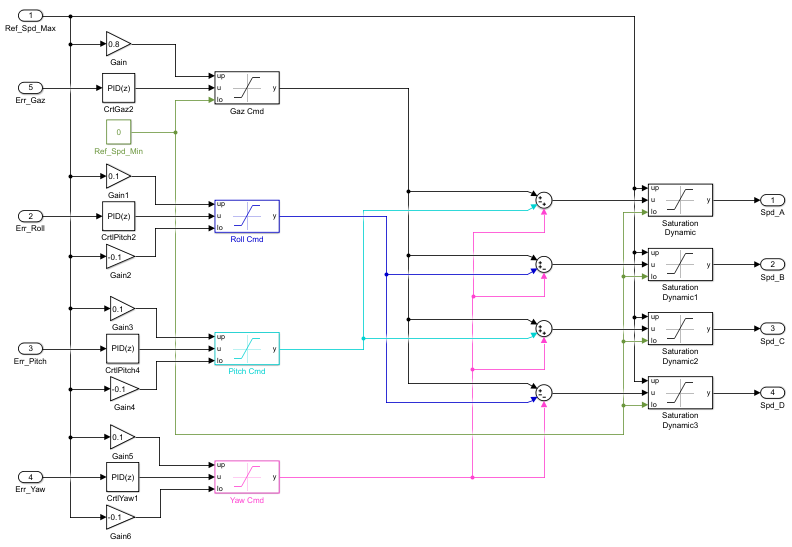 1
Ref_Spd_Max
0.8
Gain
5
Err_Gaz
PID(z)
CrtGaz2
up
u
lo
y
Gaz Cmd
0
Ref_Spd_Min
0.1
Gain1
2
Err_Roll
PID(z)
CrtlPitch2
up
u
lo
y
Roll Cmd
-0.1
Gain2
0.1
Gain3
3
Err_Pitch
PID(z)
CrtlPitch4
up
u
lo
y
Pitch Cmd
-0.1
Gain4
0.1
Gain5
4
Err_Yaw
PID(z)
CrtlYaw1
up
u
lo
y
Yaw Cmd
-0.1
Gain6
up
u
lo
y
Saturation
Dynamic
1
Spd_A
up
u
lo
y
Saturation
Dynamic1
2
Spd_B
up
u
lo
y
Saturation
Dynamic2
3
Spd_C
up
u
lo
y
Saturation
Dynamic3
4
Spd_D